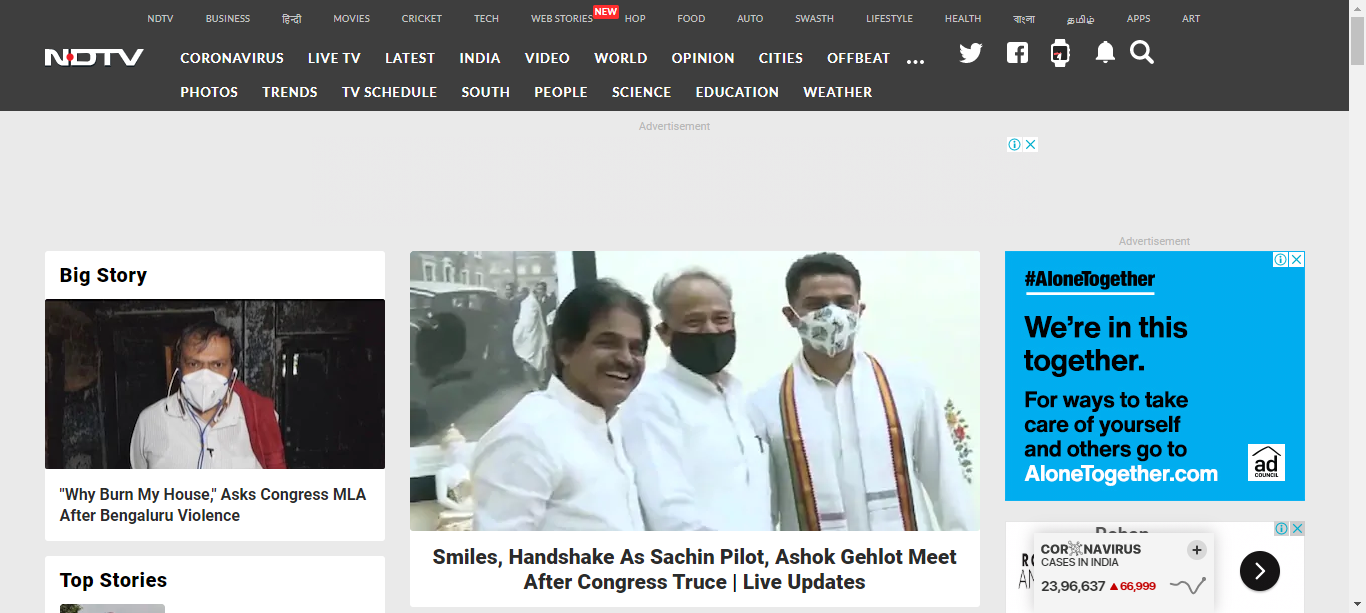 NDTV BUSINESS हिन्दी MOVIES CRICKET TECH WEB STORIES NEW HOP FOOD AUTO SWASTH LIFESTYLE HEALTH বাংলা தமிழ் APPS ART
NDTV
CORONAVIRUS LIVE TV LATEST INDIA VIDEO WORLD OPINION CITIES OFFBEAT ...
PHOTOS TRENDS TV SCHEDULE SOUTH PEOPLE SCIENCE EDUCATION WEATHER
Advertisement
Advertisement
Big Story
"Why Burn My House," Asks Congress MLA
After Bengaluru Violence
Top Stories
Smiles, Handshake As Sachin Pilot, Ashok Gehlot Meet
After Congress Truce | Live Updates
#AloneTogether
We're in this
together.
For ways to take
care of yourself
and others go to
AloneTogether.com
ad
COUNCIL
CORONAVIRUS
CASES IN INDIA
23,96,637 ▲66,999